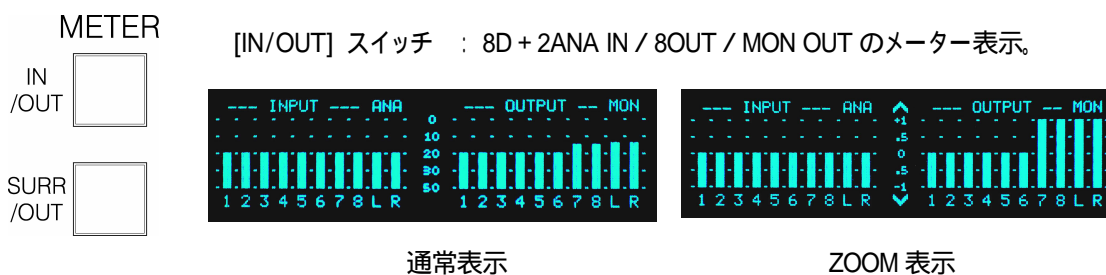 METER
[IN/OUT] スイッチ : 8D + 2ANA IN / 8OUT / MON OUT のメーター表示。
IN
/OUT
--- INPUT --- ANA
--- OUTPUT -- MON
0
10
20
30
50
1 2 3 4 5 6 7 8 L R
1 2 3 4 5 6 7 8 L R
--- INPUT --- ANA
--- OUTPUT -- MON
+1
.5
0
.5
-1
1 2 3 4 5 6 7 8 L R
1 2 3 4 5 6 7 8 L R
SURR
/OUT
通常表示
ZOOM 表示